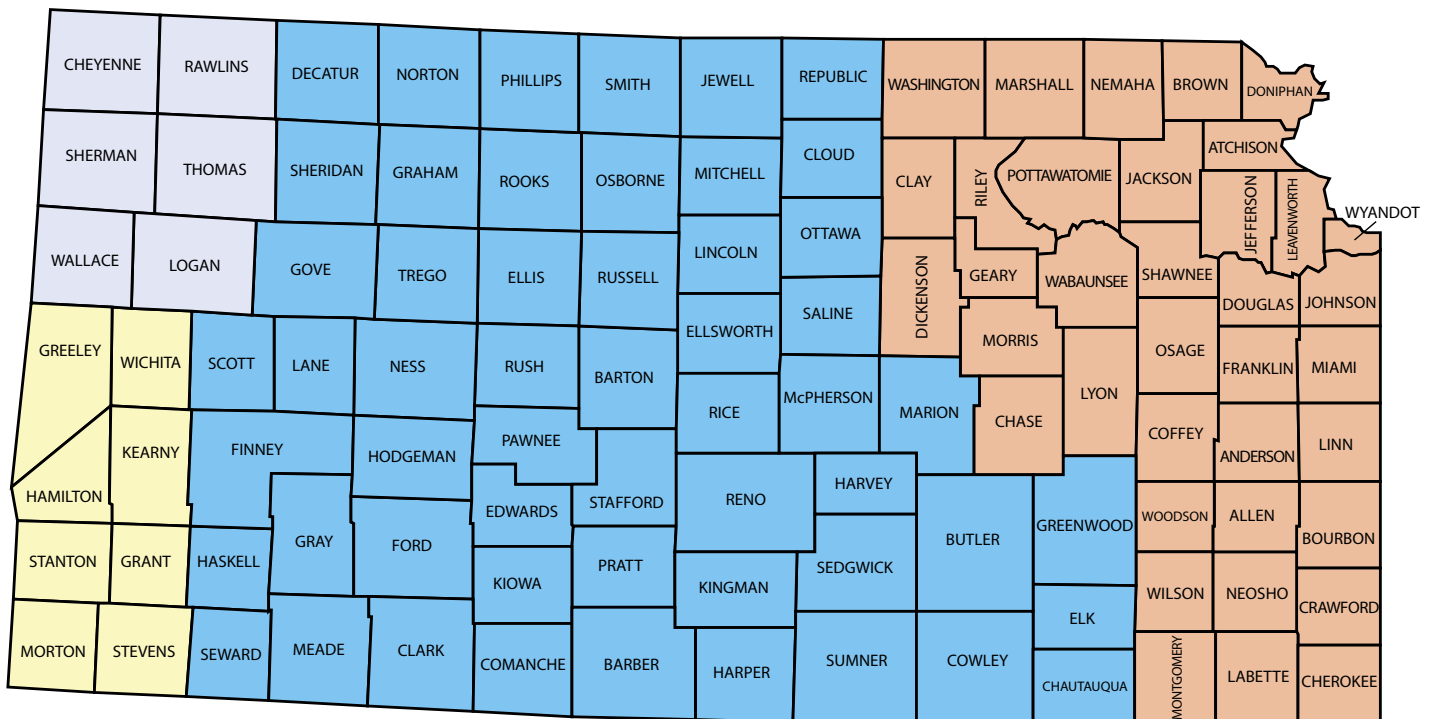 CHEYENNE
RAWLINS
DECATUR
NORTON
PHILLIPS
SMITH
JEWELL
REPUBLIC
WASHINGTON
MARSHALL
NEMAHA
BROWN
DONIPHAN
SHERMAN
THOMAS
SHERIDAN
GRAHAM
ROOKS
OSBORNE
MITCHELL
CLOUD
CLAY
RILEY
POTTAWATOMIE
JACKSON
ATCHISON
JEFFERSON
LEAVENWORTH
WYANDOT
WALLACE
LOGAN
GOVE
TREGO
ELLIS
RUSSELL
LINCOLN
OTTAWA
DICKENSON
GEARY
WABAUNSEE
SHAWNEE
DOUGLAS
JOHNSON
GREELEY
WICHITA
SCOTT
LANE
NESS
RUSH
BARTON
ELLSWORTH
SALINE
MORRIS
OSAGE
FRANKLIN
MIAMI
RICE
McPHERSON
MARION
CHASE
LYON
COFFEY
ANDERSON
LINN
HAMILTON
KEARNY
FINNEY
HODGEMAN
PAWNEE
EDWARDS
STAFFORD
RENO
HARVEY
BUTLER
GREENWOOD
WOODSON
ALLEN
BOURBON
STANTON
GRANT
HASKELL
GRAY
FORD
KIOWA
PRATT
KINGMAN
SEDGWICK
ELK
WILSON
NEOSHO
CRAWFORD
MORTON
STEVENS
SEWARD
MEADE
CLARK
COMANCHE
BARBER
HARPER
SUMNER
COWLEY
CHAUTAUQUA
MONTGOMERY
LABETTE
CHEROKEE